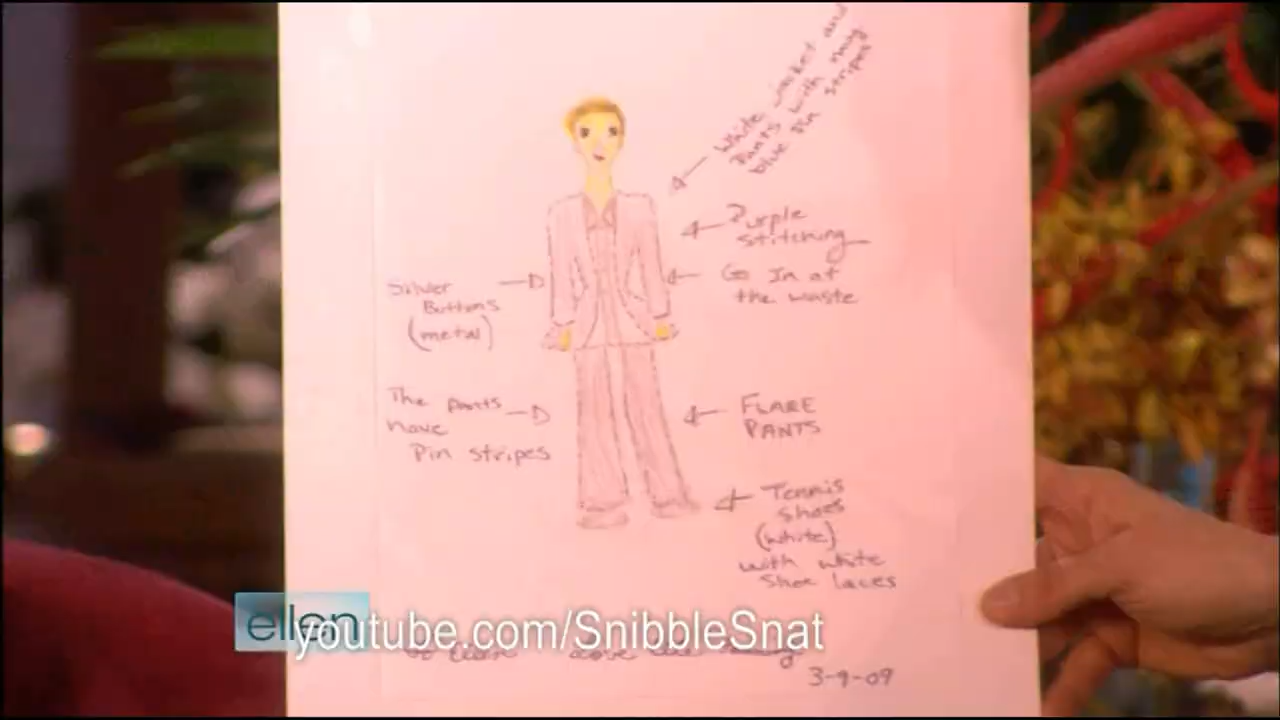 White Jacket and
Pants with navy
blue pin stripes
Purple
stitching
Go In at
the waste
Silver
Buttons
(metal)
The pants
have
Pin stripes
FLARE
PANTS
Tennis
Shoes
(white)
with white
Shoe laces
ellen
youtube.com/SnibbleSnat
3-9-09